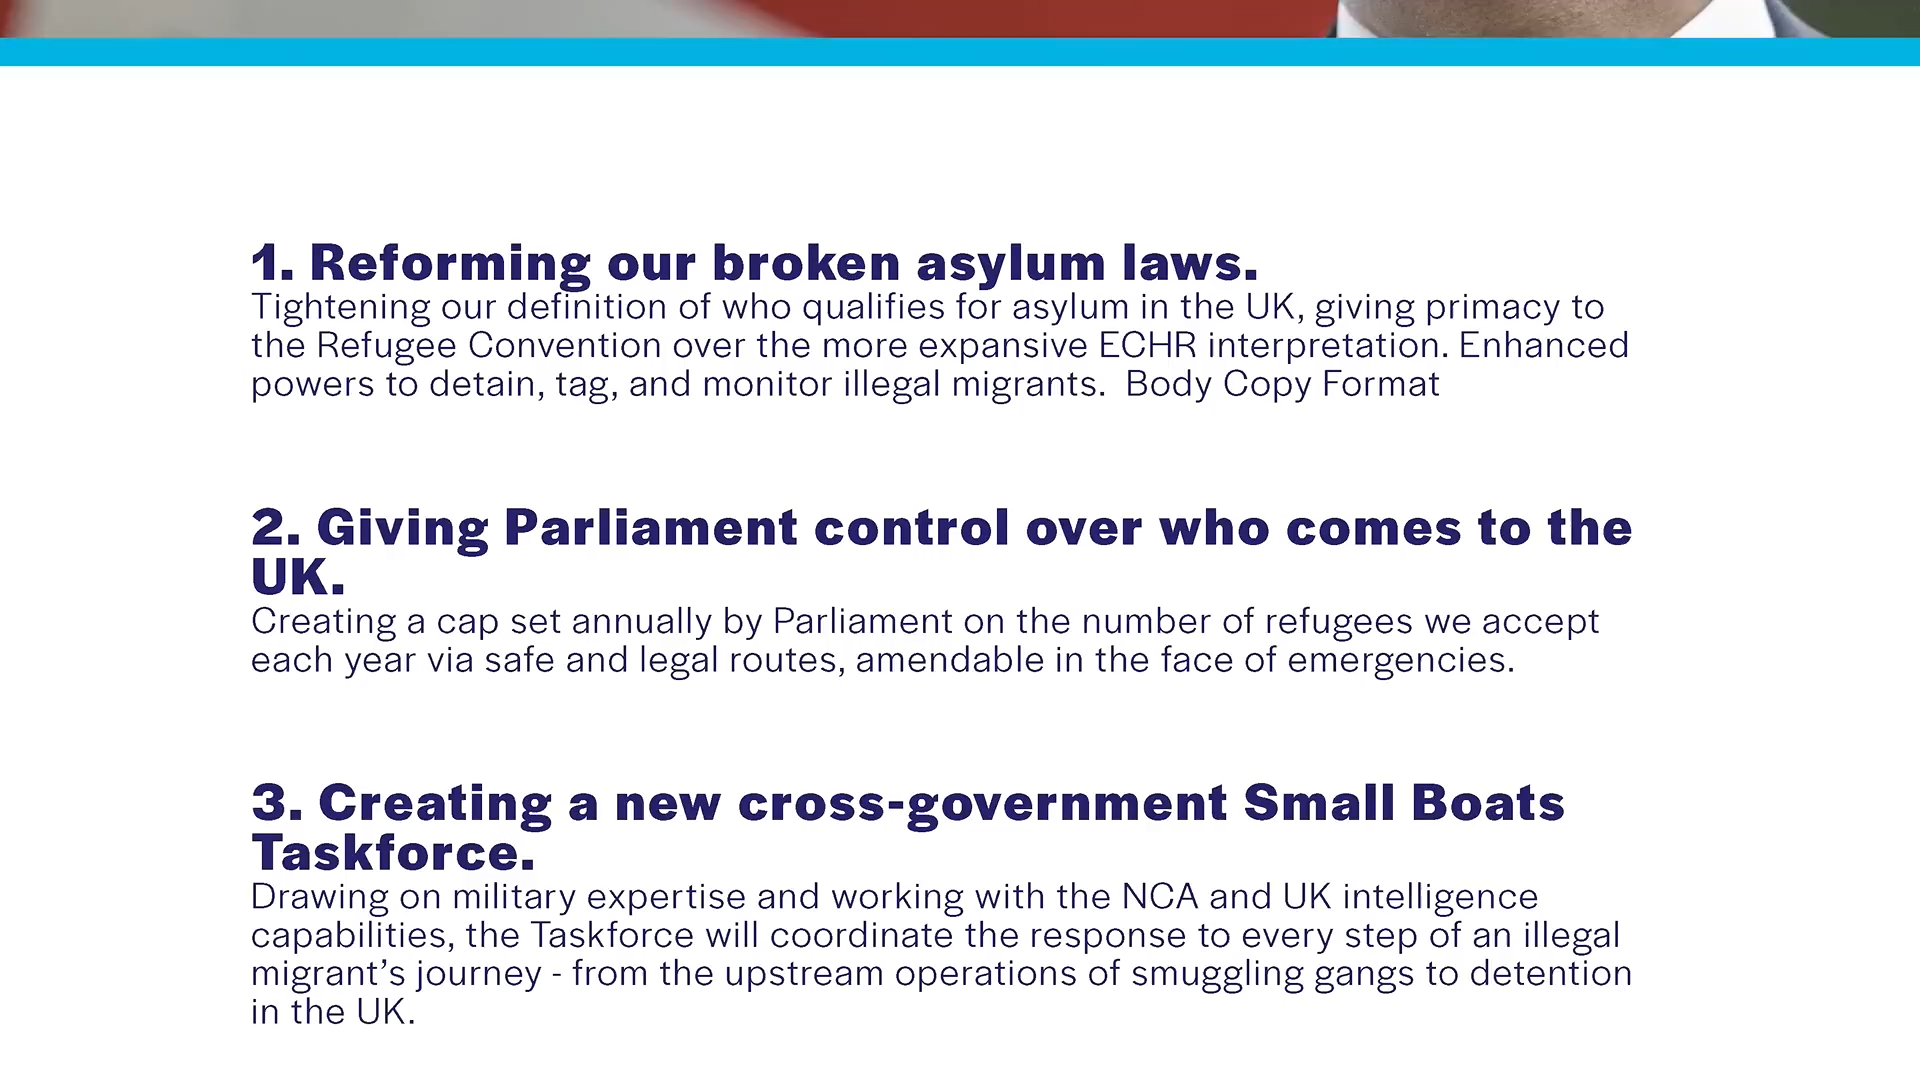 1. Reforming our broken asylum laws.
Tightening our definition of who qualifies for asylum in the UK, giving primacy to
the Refugee Convention over the more expansive ECHR interpretation. Enhanced
powers to detain, tag, and monitor illegal migrants.  Body Copy Format
2. Giving Parliament control over who comes to the
UK.
Creating a cap set annually by Parliament on the number of refugees we accept
each year via safe and legal routes, amendable in the face of emergencies.
3. Creating a new cross-government Small Boats
Taskforce.
Drawing on military expertise and working with the NCA and UK intelligence
capabilities, the Taskforce will coordinate the response to every step of an illegal
migrant’s journey - from the upstream operations of smuggling gangs to detention
in the UK.